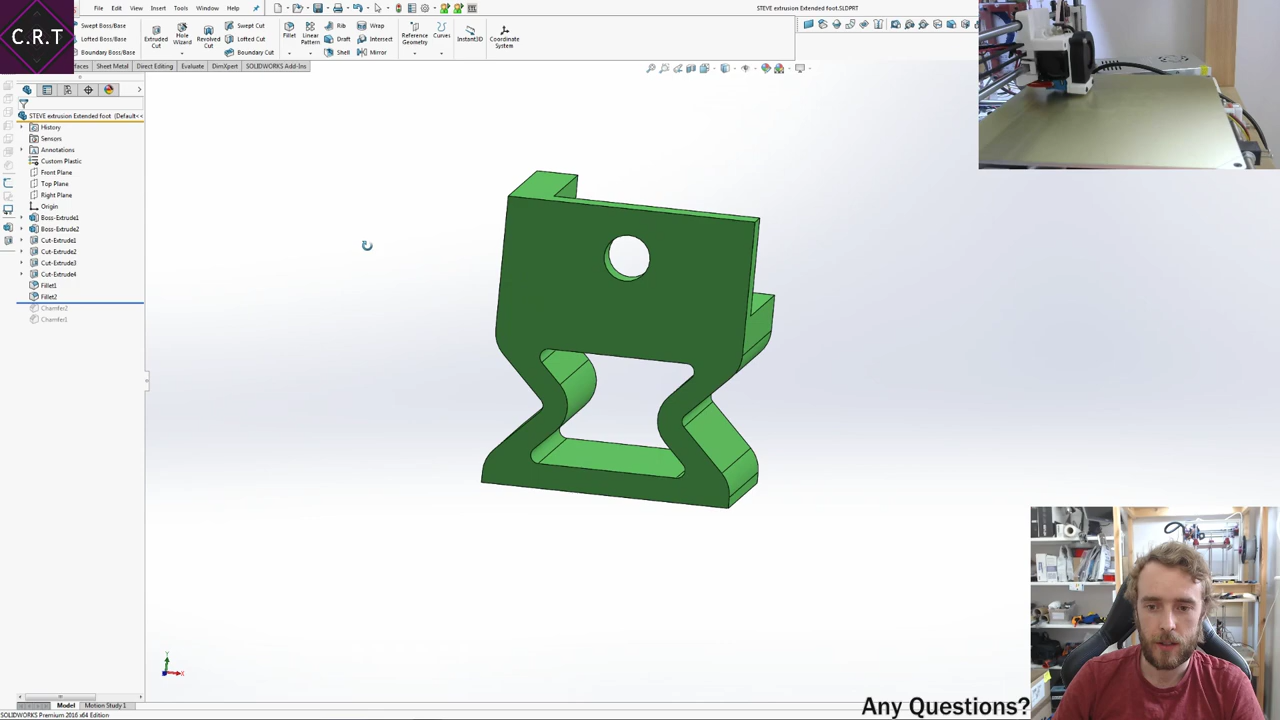 C.R.T
File Edit View Insert Tools Window Help
STEVE extrusion Extended foot.SLDPRT
Swept Boss/Base
Lofted Boss/Base
Boundary Boss/Base
Extruded Cut
Hole Wizard
Revolved Cut
Swept Cut
Lofted Cut
Boundary Cut
Fillet
Linear Pattern
Rib
Draft
Shell
Wrap
Intersect
Mirror
Reference Geometry
Curves
Instant3D
Coordinate System
Sheet Metal Direct Editing Evaluate DimXpert SOLIDWORKS Add-Ins
STEVE extrusion Extended foot (Default<<
History
Sensors
Annotations
Custom Plastic
Front Plane
Top Plane
Right Plane
Origin
Boss-Extrude1
Boss-Extrude2
Cut-Extrude1
Cut-Extrude2
Cut-Extrude3
Cut-Extrude4
Fillet1
Fillet2
Chamfer2
Chamfer1
Y
X
Model Motion Study 1
SOLIDWORKS Premium 2016 x64 Edition
Any Questions?